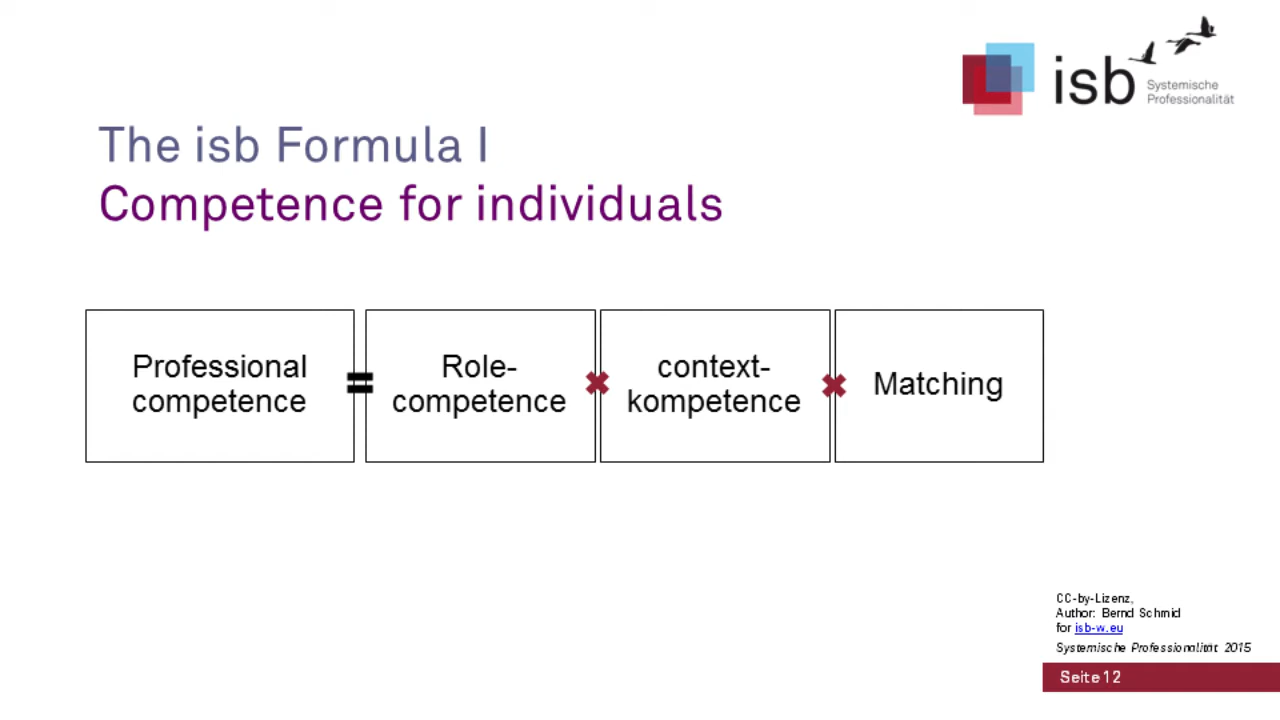 isb
Systemische
Professionalität
The isb Formula I
Competence for individuals
Professional
competence
=
Role-
competence
✖
context-
kompetence
✖
Matching
CC-by-Lizenz,
Author: Bernd Schmid
for isb-w.eu
Systemische Professionalität 2015
Seite 12